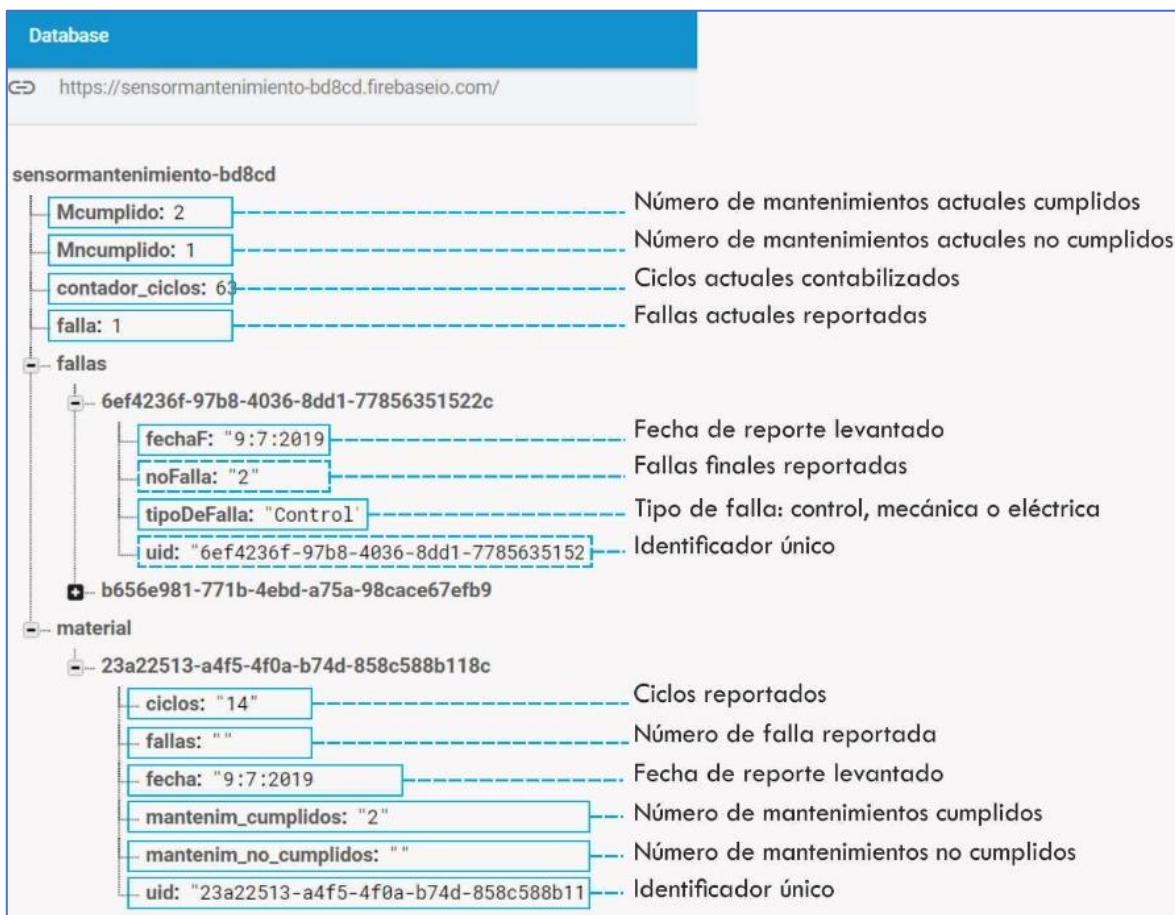 Database
https://sensormantenimiento-bd8cd.firebaseio.com/
sensormantenimiento-bd8cd
Mcumplido: 2 Número de mantenimientos actuales cumplidos
Mncumplido: 1 Número de mantenimientos actuales no cumplidos
contador_ciclos: 63 Ciclos actuales contabilizados
falla: 1 Fallas actuales reportadas
fallas
6ef4236f-97b8-4036-8dd1-77856351522c
fechaF: "9:7:2019 Fecha de reporte levantado
noFalla: "2" Fallas finales reportadas
tipoDeFalla: "Control" Tipo de falla: control, mecánica o eléctrica
uid: "6ef4236f-97b8-4036-8dd1-7785635152 Identificador único
b656e981-771b-4ebd-a75a-98cace67efb9
material
23a22513-a4f5-4f0a-b74d-858c588b118c
ciclos: "14" Ciclos reportados
fallas: "" Número de falla reportada
fecha: "9:7:2019 Fecha de reporte levantado
mantenim_cumplidos: "2" Número de mantenimientos cumplidos
mantenim_no_cumplidos: "" Número de mantenimientos no cumplidos
uid: "23a22513-a4f5-4f0a-b74d-858c588b11 Identificador único